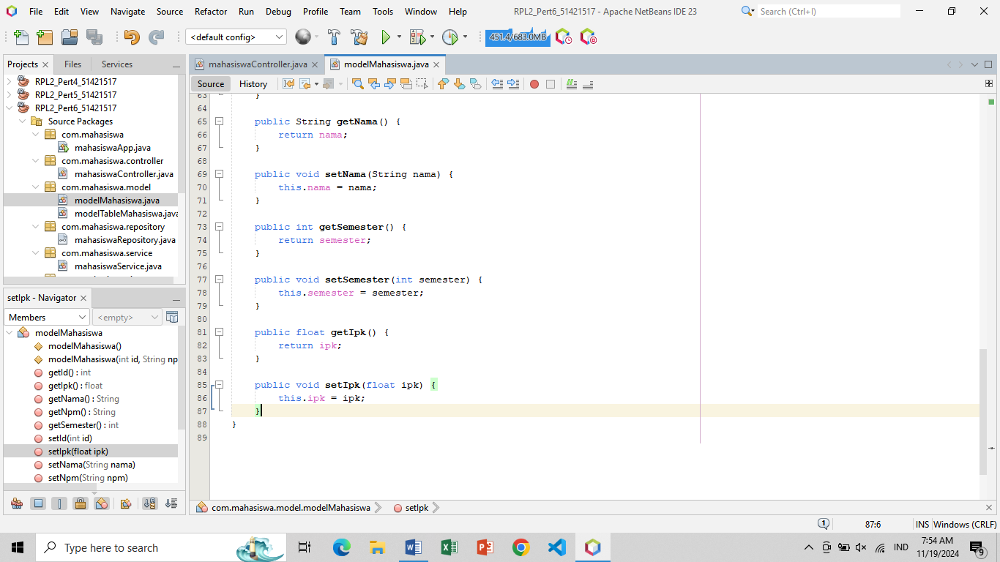 File Edit View Navigate Source Refactor Run Debug Profile Team Tools Window Help RPL2_Pert6_51421517 - Apache NetBeans IDE 23 Search (Ctrl+I)
<default config> 451.4/683.0MB
Projects Files Services
RPL2_Pert4_51421517
RPL2_Pert5_51421517
RPL2_Pert6_51421517
Source Packages
com.mahasiswa
mahasiswaApp.java
com.mahasiswa.controller
mahasiswaController.java
com.mahasiswa.model
modelMahasiswa.java
modelTableMahasiswa.java
com.mahasiswa.repository
mahasiswaRepository.java
com.mahasiswa.service
mahasiswaService.java
setIpk - Navigator
Members <empty>
modelMahasiswa
modelMahasiswa()
modelMahasiswa(int id, String np
getId() : int
getIpk() : float
getNama() : String
getNpm() : String
getSemester() : int
setId(int id)
setIpk(float ipk)
setNama(String nama)
setNpm(String npm)
mahasiswaController.java modelMahasiswa.java
Source History
63 }
64
65 public String getNama() {
66 return nama;
67 }
68
69 public void setNama(String nama) {
70 this.nama = nama;
71 }
72
73 public int getSemester() {
74 return semester;
75 }
76
77 public void setSemester(int semester) {
78 this.semester = semester;
79 }
80
81 public float getIpk() {
82 return ipk;
83 }
84
85 public void setIpk(float ipk) {
86 this.ipk = ipk;
87 }
88 }
89
com.mahasiswa.model.modelMahasiswa setIpk
1 87:6 INS Windows (CRLF)
Type here to search IND 7:54 AM
11/19/2024 9